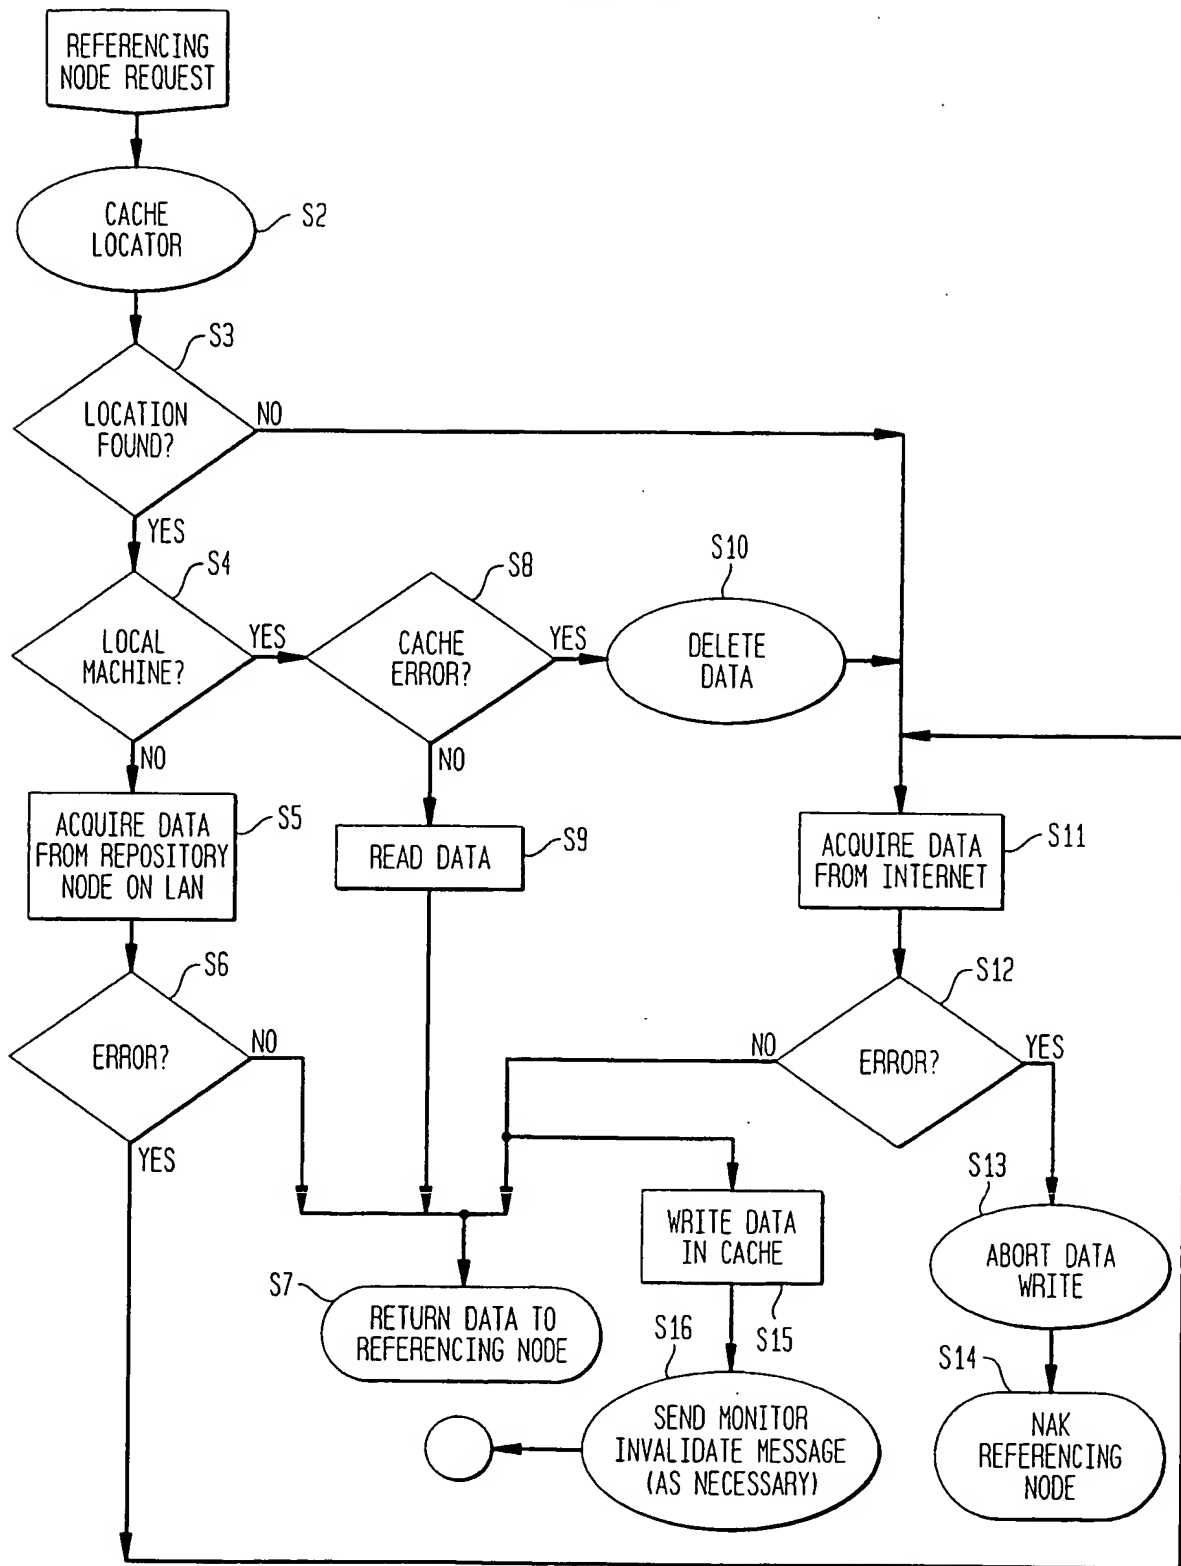 REFERENCING
NODE REQUEST
CACHE
LOCATOR
S2
S3
LOCATION
FOUND?
NO
YES
S4
LOCAL
MACHINE?
YES
NO
S8
CACHE
ERROR?
YES
NO
S10
DELETE
DATA
ACQUIRE DATA
FROM REPOSITORY
NODE ON LAN
S5
READ DATA
S9
ACQUIRE DATA
FROM INTERNET
S11
S6
ERROR?
NO
YES
S12
ERROR?
NO
YES
S13
ABORT DATA
WRITE
WRITE DATA
IN CACHE
S15
S7
RETURN DATA TO
REFERENCING NODE
S16
SEND MONITOR
INVALIDATE MESSAGE
(AS NECESSARY)
S14
NAK
REFERENCING
NODE